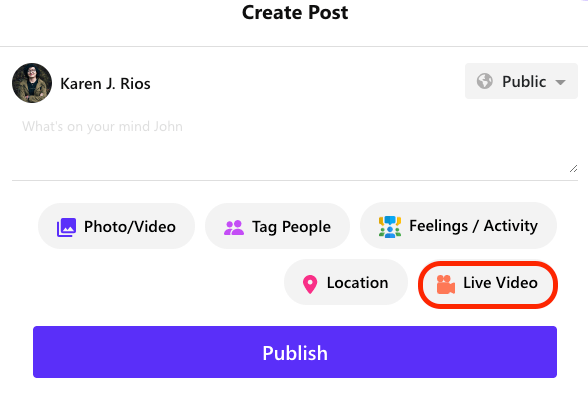 Create Post
Karen J. Rios
Public
What's on your mind John
Photo/Video
Tag People
Feelings / Activity
Location
Live Video
Publish